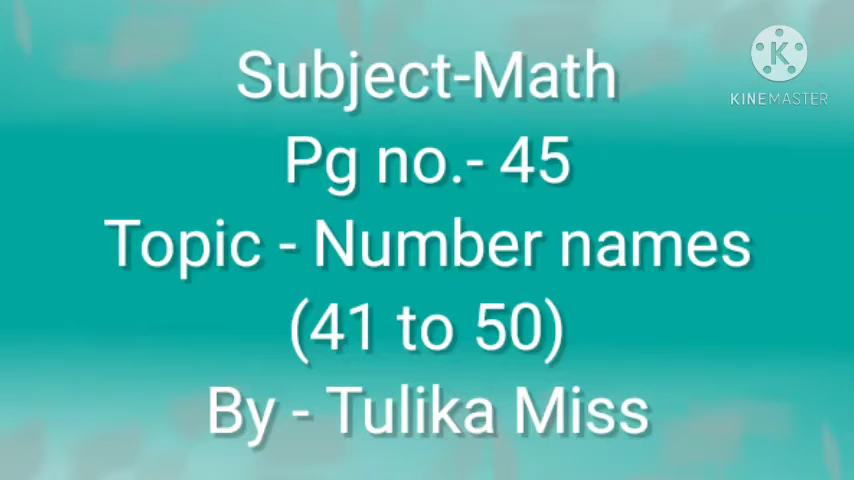 Subject-Math
Pg no.- 45
Topic - Number names
(41 to 50)
By - Tulika Miss
K
KINEMASTER